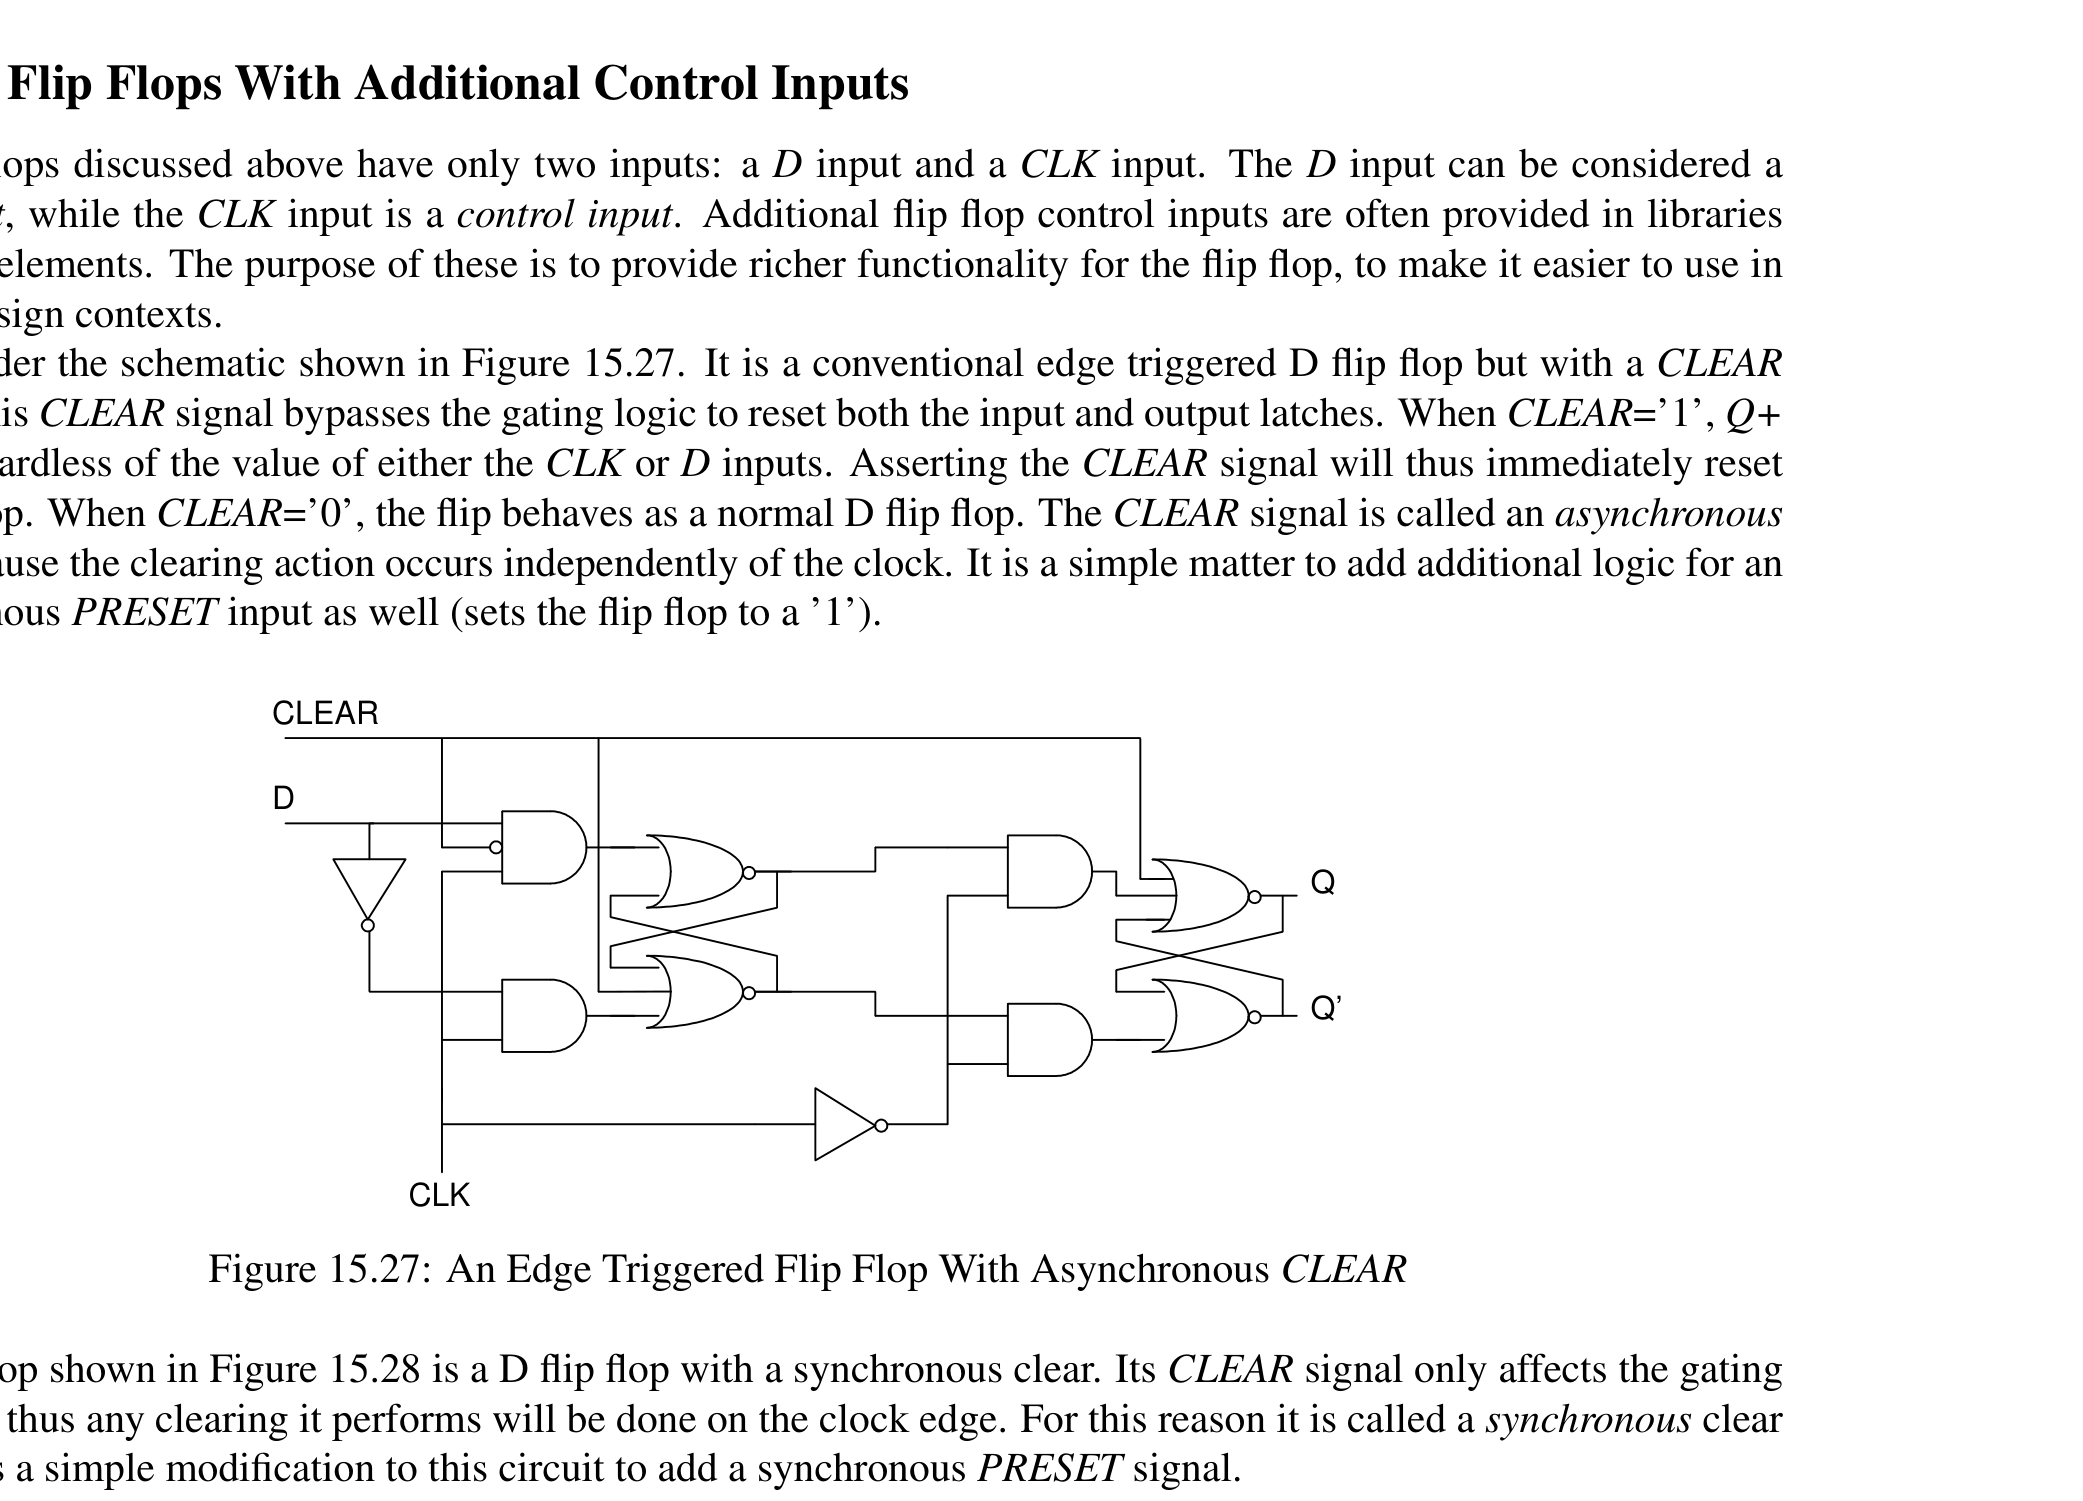 Flip Flops With Additional Control Inputs
ops discussed above have only two inputs: a D input and a CLK input. The D input can be considered a
, while the CLK input is a control input. Additional flip flop control inputs are often provided in libraries
elements. The purpose of these is to provide richer functionality for the flip flop, to make it easier to use in
sign contexts.
der the schematic shown in Figure 15.27. It is a conventional edge triggered D flip flop but with a CLEAR
is CLEAR signal bypasses the gating logic to reset both the input and output latches. When CLEAR='1', Q+
ardless of the value of either the CLK or D inputs. Asserting the CLEAR signal will thus immediately reset
op. When CLEAR='0', the flip behaves as a normal D flip flop. The CLEAR signal is called an asynchronous
ause the clearing action occurs independently of the clock. It is a simple matter to add additional logic for an
nous PRESET input as well (sets the flip flop to a '1').
CLEAR
D
Q
Q'
CLK
Figure 15.27: An Edge Triggered Flip Flop With Asynchronous CLEAR
op shown in Figure 15.28 is a D flip flop with a synchronous clear. Its CLEAR signal only affects the gating
thus any clearing it performs will be done on the clock edge. For this reason it is called a synchronous clear
s a simple modification to this circuit to add a synchronous PRESET signal.